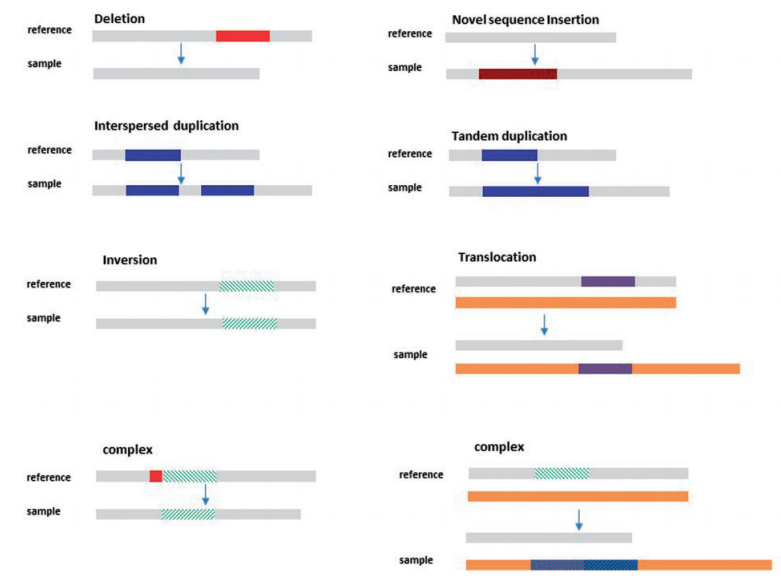 Deletion
reference
sample
Novel sequence Insertion
reference
sample
Interspersed duplication
reference
sample
Tandem duplication
reference
sample
Inversion
reference
sample
Translocation
reference
sample
complex
reference
sample
complex
reference
sample